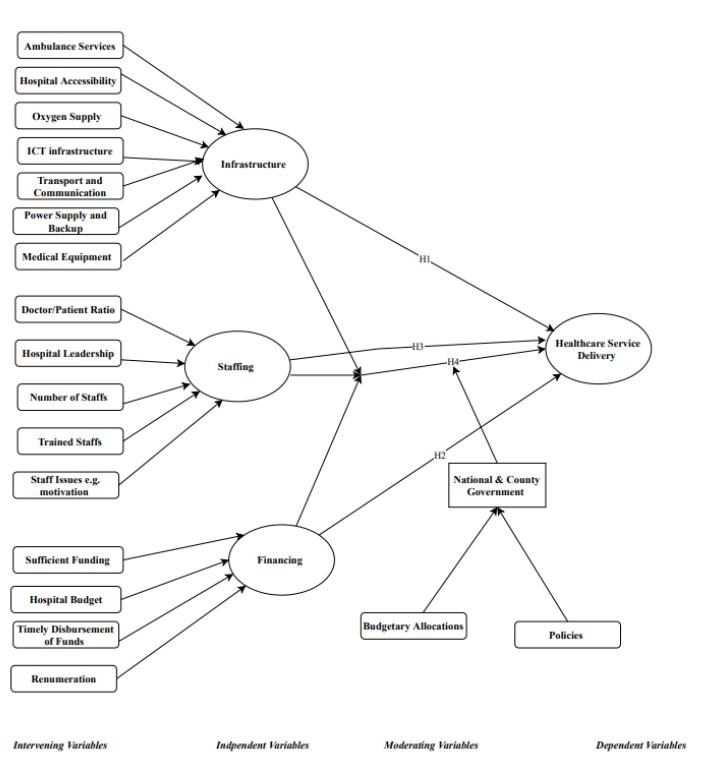 Ambulance Services
Hospital Accessibility
Oxygen Supply
ICT infrastructure
Transport and
Communication
Power Supply and
Backup
Medical Equipment
Infrastructure
H1
Doctor/Patient Ratio
Hospital Leadership
Number of Staffs
Trained Staffs
Staff Issues e.g.
motivation
Staffing
H3
H4
Healthcare Service
Delivery
H2
National & County
Government
Sufficient Funding
Hospital Budget
Timely Disbursement
of Funds
Renumeration
Financing
Budgetary Allocations
Policies
Intervening Variables
Indpendent Variables
Moderating Variables
Dependent Variables